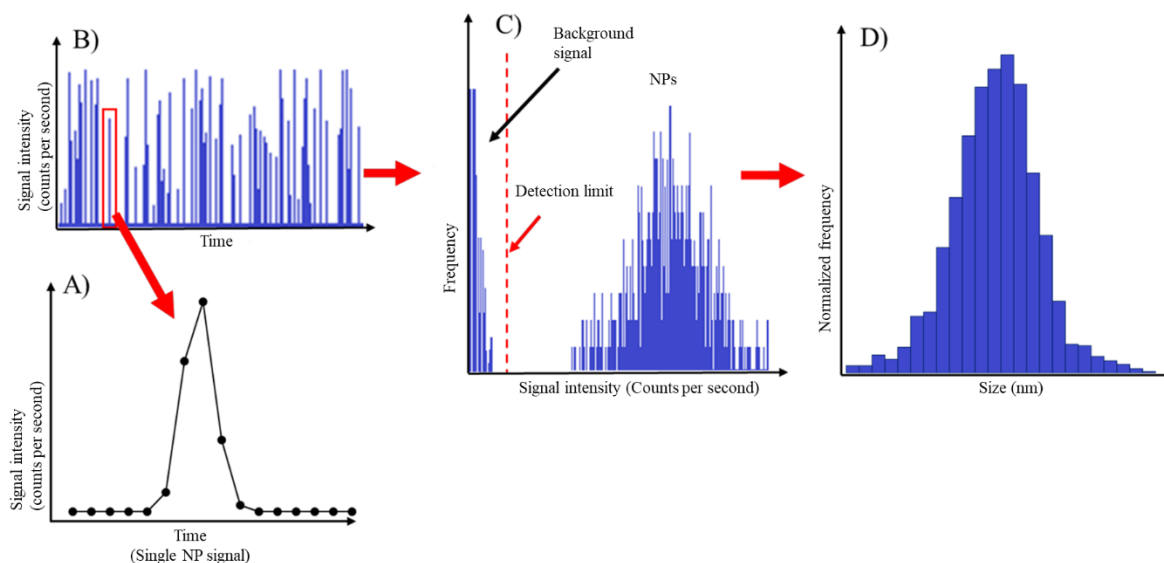 B)
Signal intensity
(counts per second)
Time
A)
Signal intensity
(counts per second)
Time
(Single NP signal)
C)
Background
signal
NPs
Detection limit
Frequency
Signal intensity (Counts per second)
D)
Normalized frequency
Size (nm)